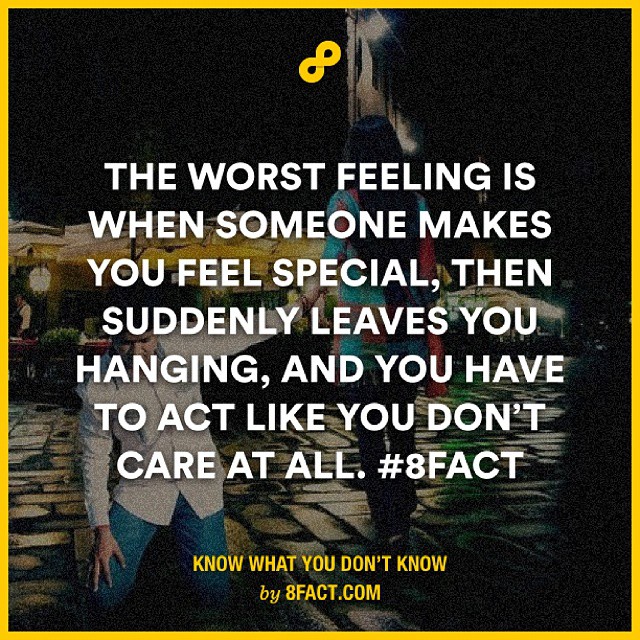 THE WORST FEELING IS
WHEN SOMEONE MAKES
YOU FEEL SPECIAL, THEN
SUDDENLY LEAVES YOU
HANGING, AND YOU HAVE
TO ACT LIKE YOU DON’T
CARE AT ALL. #8FACT
KNOW WHAT YOU DON’T KNOW
by 8FACT.COM